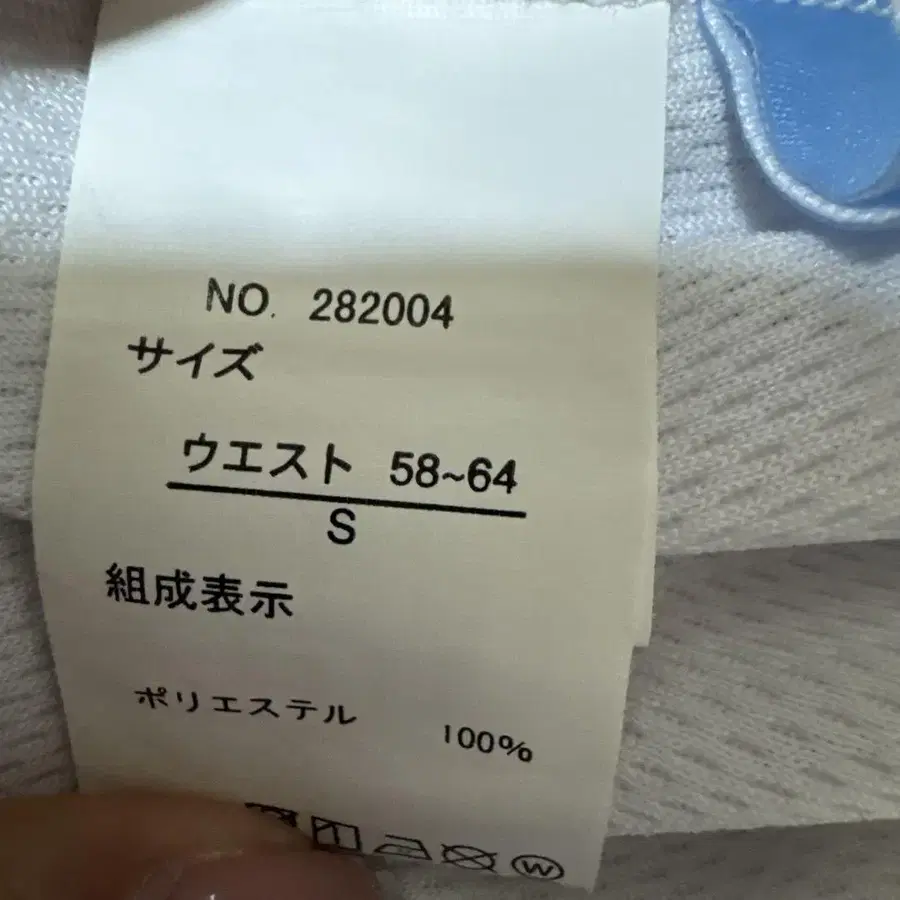 NO. 282004
サイズ
ウエスト 58~64
S
組成表示
ポリエステル 100%
W